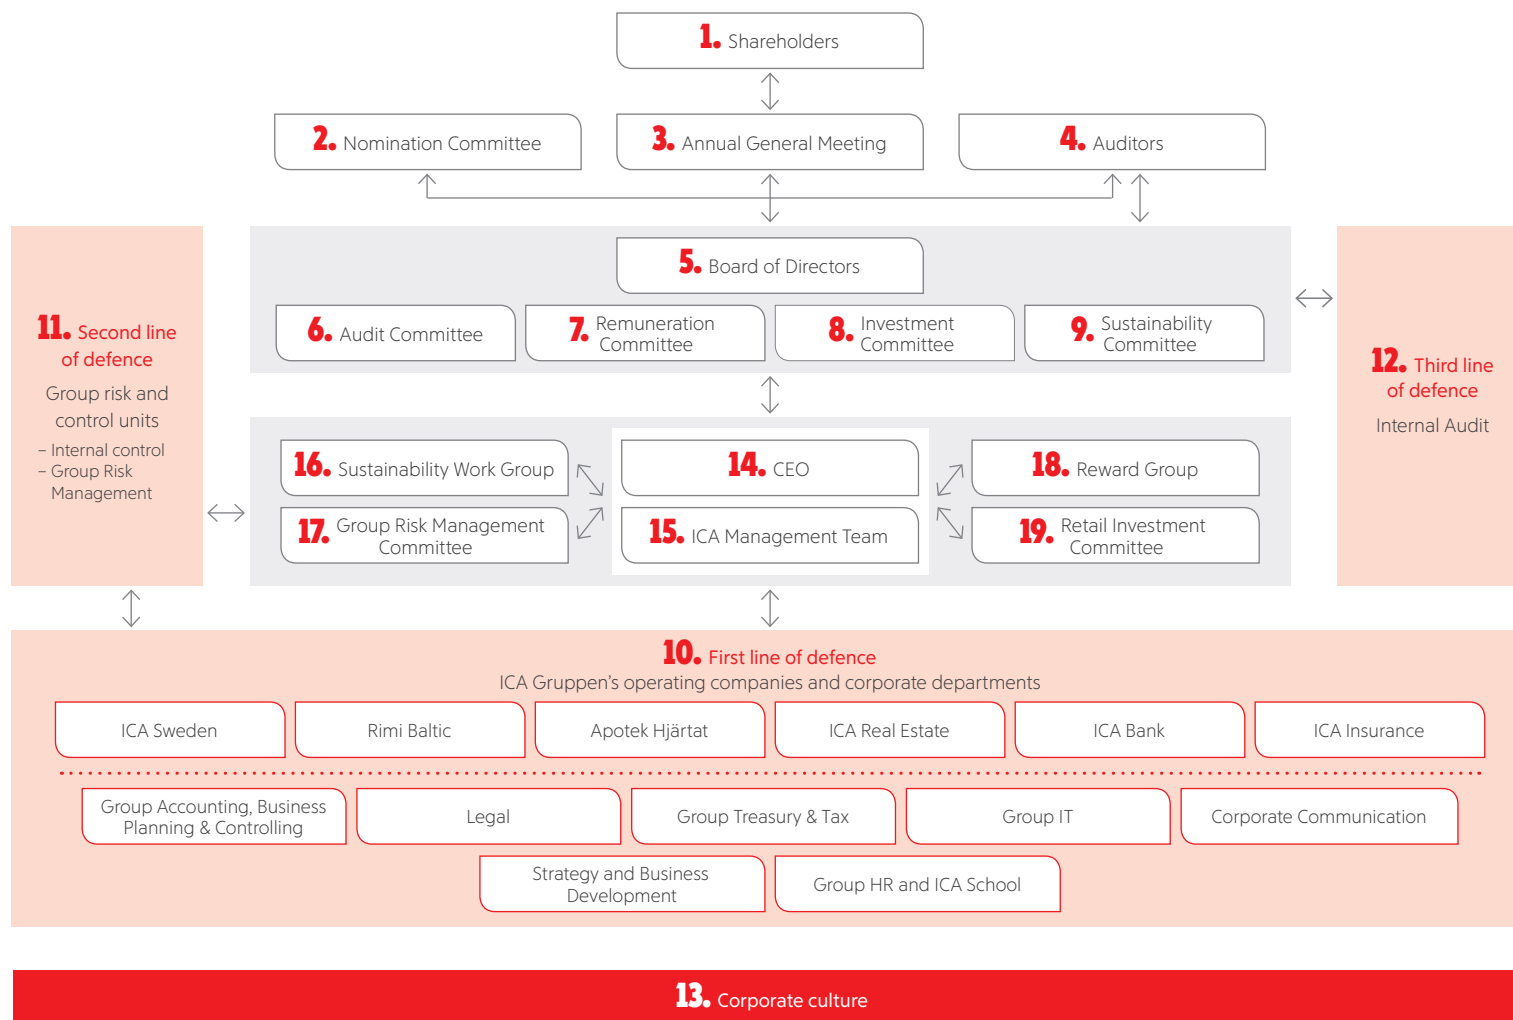 1. Shareholders
2. Nomination Committee
3. Annual General Meeting
4. Auditors
5. Board of Directors
6. Audit Committee
7. Remuneration
Committee
8. Investment
Committee
9. Sustainability
Committee
11. Second line
of defence
Group risk and
control units
– Internal control
– Group Risk
Management
12. Third line
of defence
Internal Audit
16. Sustainability Work Group
14. CEO
18. Reward Group
17. Group Risk Management
Committee
15. ICA Management Team
19. Retail Investment
Committee
10. First line of defence
ICA Gruppen’s operating companies and corporate departments
ICA Sweden
Rimi Baltic
Apotek Hjärtat
ICA Real Estate
ICA Bank
ICA Insurance
Group Accounting, Business
Planning & Controlling
Legal
Group Treasury & Tax
Group IT
Corporate Communication
Strategy and Business
Development
Group HR and ICA School
13. Corporate culture